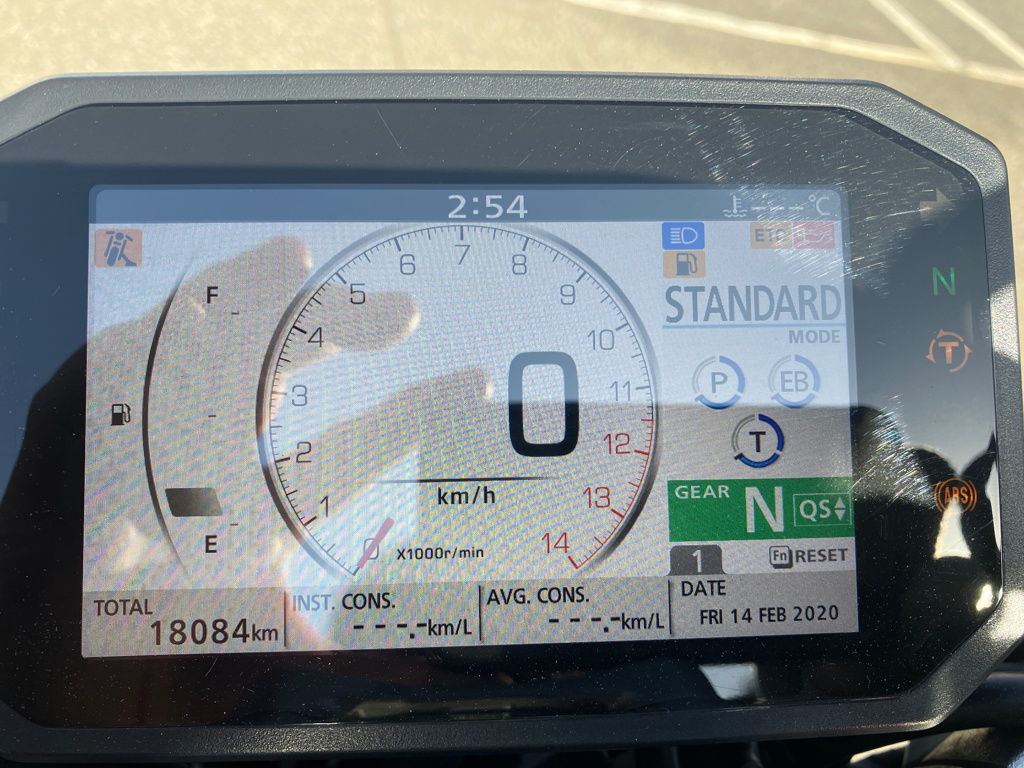 2:54
---°C
E10
F
7
6
8
5
9
STANDARD
4
10
MODE
3
11
P
EB
0
2
12
T
km/h
1
13
GEAR
N
QS
E
0
X1000r/min
14
1
Fn RESET
TOTAL
18084km
INST. CONS.
---.-km/L
AVG. CONS.
---.-km/L
DATE
FRI 14 FEB 2020
N
T
ABS